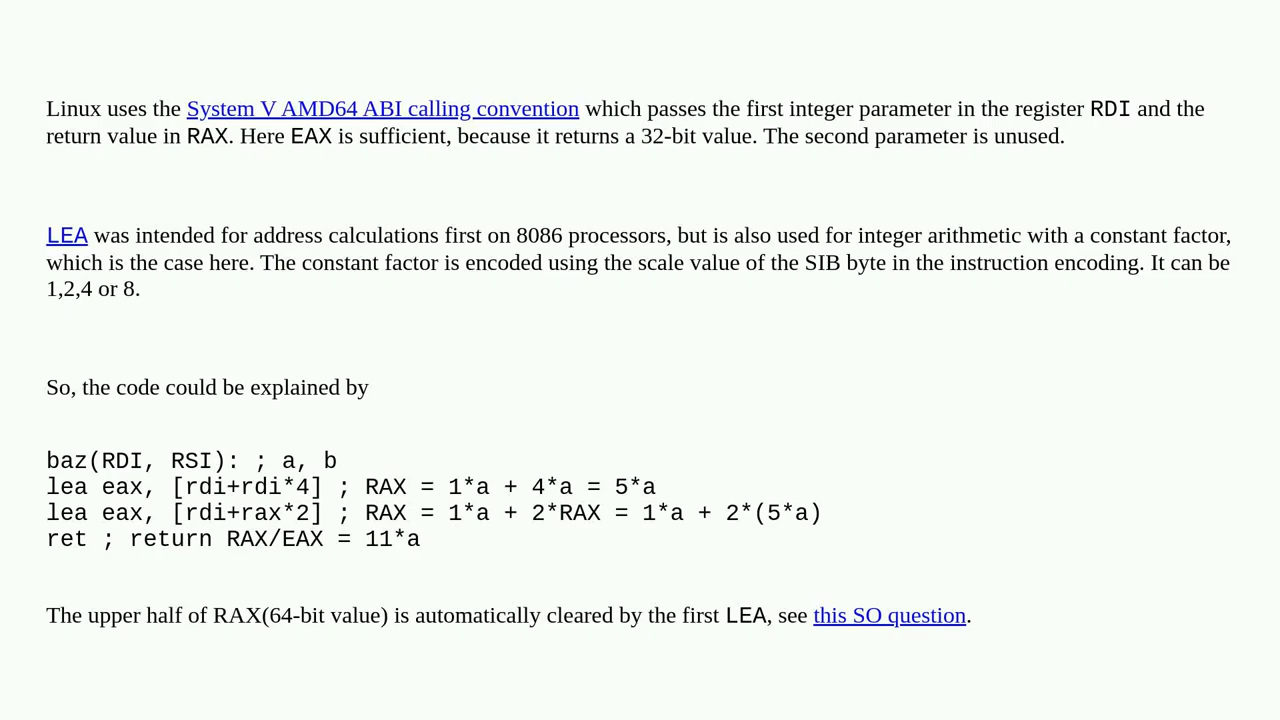 Linux uses the System V AMD64 ABI calling convention which passes the first integer parameter in the register RDI and the
return value in RAX. Here EAX is sufficient, because it returns a 32-bit value. The second parameter is unused.
LEA was intended for address calculations first on 8086 processors, but is also used for integer arithmetic with a constant factor,
which is the case here. The constant factor is encoded using the scale value of the SIB byte in the instruction encoding. It can be
1,2,4 or 8.
So, the code could be explained by
baz(RDI, RSI): ; a, b
lea eax, [rdi+rdi*4] ; RAX = 1*a + 4*a = 5*a
lea eax, [rdi+rax*2] ; RAX = 1*a + 2*RAX = 1*a + 2*(5*a)
ret ; return RAX/EAX = 11*a
The upper half of RAX(64-bit value) is automatically cleared by the first LEA, see this SO question.